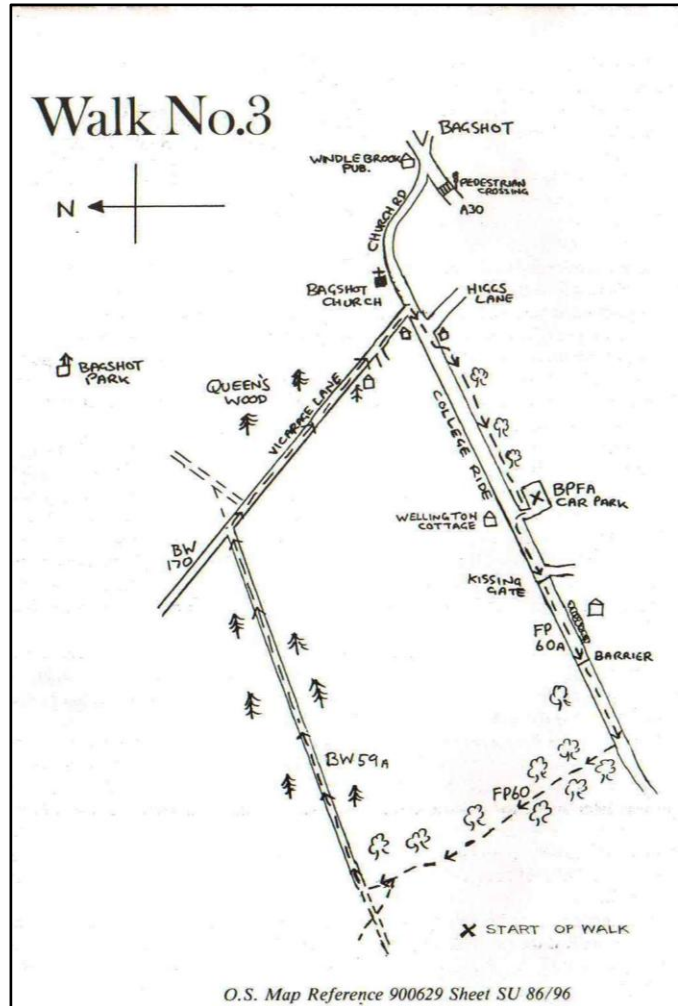 Walk No.3
BAGSHOT
WINDLEBROOK
PUB.
PEDESTRIAN
CROSSING
A30
N
CHURCH RD
BAGSHOT
CHURCH
HIGGS
LANE
BAGSHOT
PARK
QUEEN'S
WOOD
VICARAGE LANE
COLLEGE RIDE
BPFA
CAR PARK
WELLINGTON
COTTAGE
BW
170
KISSING
GATE
FP
60A
BARRIER
BW59A
FP60
X START OF WALK
O.S. Map Reference 900629 Sheet SU 86/96